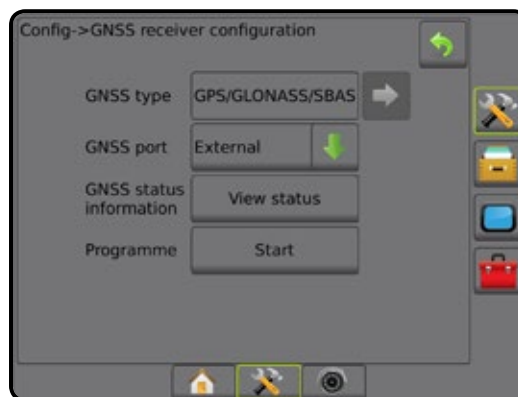 Config->GNSS receiver configuration
GNSS type GPS/GLONASS/SBAS
GNSS port External
GNSS status
information View status
Programme Start